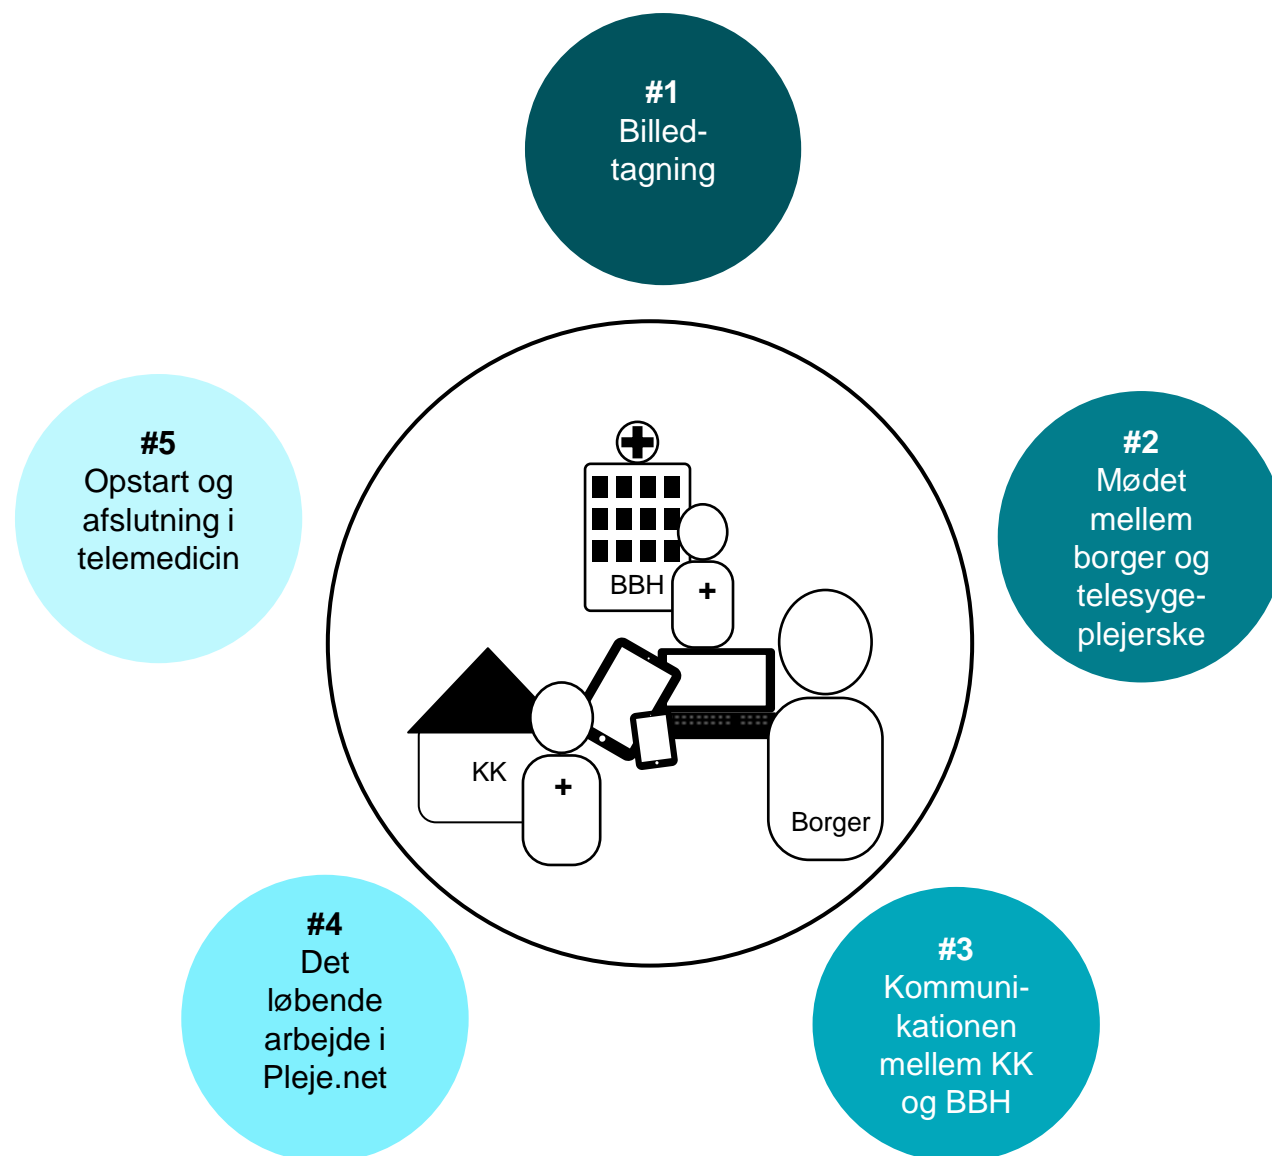 #1
Billed-
tagning
#2
Mødet
mellem
borger og
telesyge-
plejerske
#3
Kommuni-
kationen
mellem KK
og BBH
#4
Det
løbende
arbejde i
Pleje.net
#5
Opstart og
afslutning i
telemedicin
BBH
+
KK
+
Borger